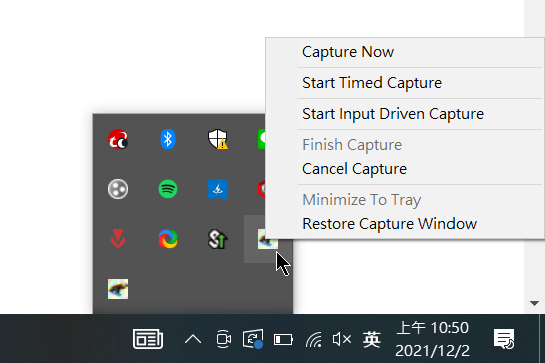 Capture Now
Start Timed Capture
Start Input Driven Capture
Finish Capture
Cancel Capture
Minimize To Tray
Restore Capture Window
英
上午 10:50
2021/12/2